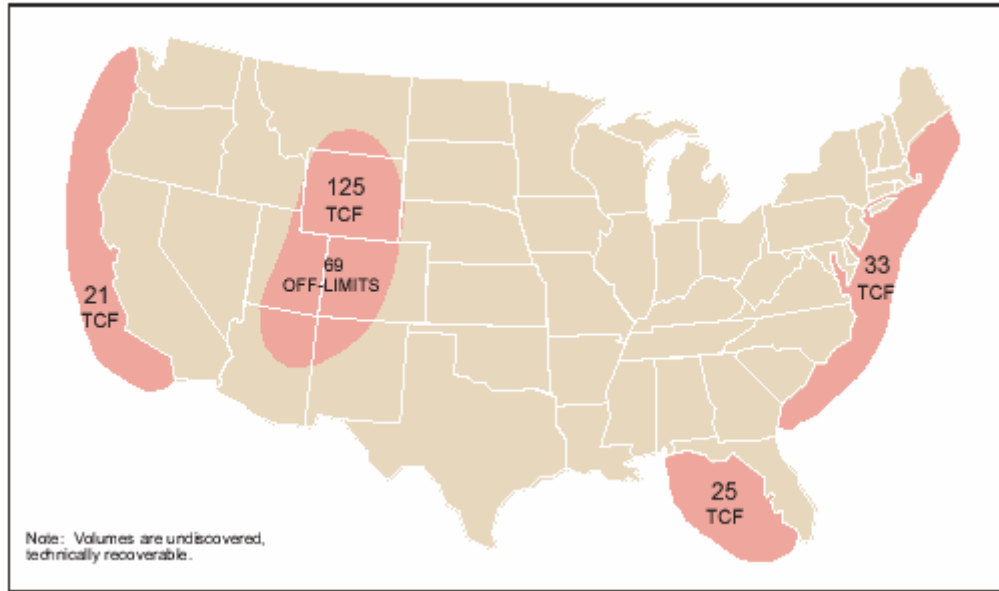 125
TCF
69
OFF-LIMITS
21
TCF
33
TCF
25
TCF
Note: Volumes are undiscovered,
technically recoverable.